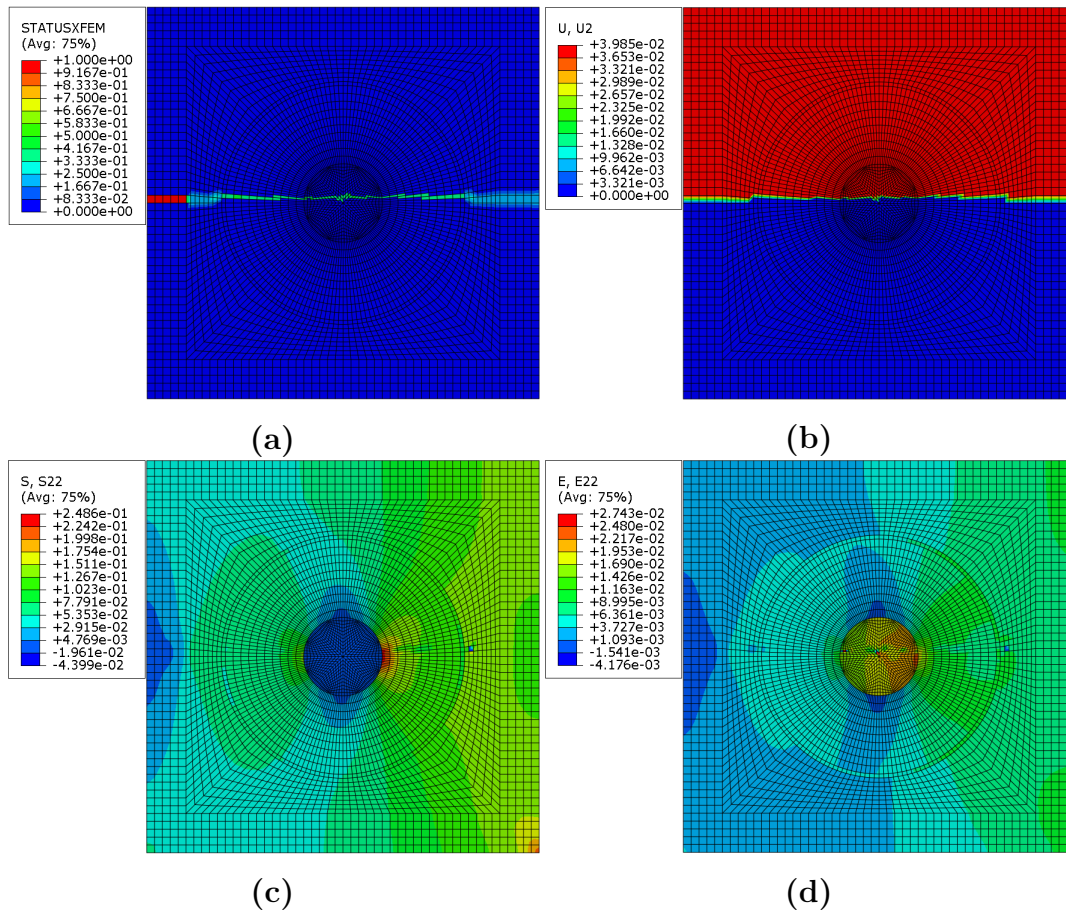 STATUSXFEM
(Avg: 75%)
+1.000e+00
+9.167e-01
+8.333e-01
+7.500e-01
+6.667e-01
+5.833e-01
+5.000e-01
+4.167e-01
+3.333e-01
+2.500e-01
+1.667e-01
+8.333e-02
+0.000e+00
(a)
U, U2
+3.985e-02
+3.653e-02
+3.321e-02
+2.989e-02
+2.657e-02
+2.325e-02
+1.992e-02
+1.660e-02
+1.328e-02
+9.962e-03
+6.642e-03
+3.321e-03
+0.000e+00
(b)
S, S22
(Avg: 75%)
+2.486e-01
+2.242e-01
+1.998e-01
+1.754e-01
+1.511e-01
+1.267e-01
+1.023e-01
+7.791e-02
+5.353e-02
+2.915e-02
+4.769e-03
-1.961e-02
-4.399e-02
(c)
E, E22
(Avg: 75%)
+2.743e-02
+2.480e-02
+2.217e-02
+1.953e-02
+1.690e-02
+1.426e-02
+1.163e-02
+8.995e-03
+6.361e-03
+3.727e-03
+1.093e-03
-1.541e-03
-4.176e-03
(d)